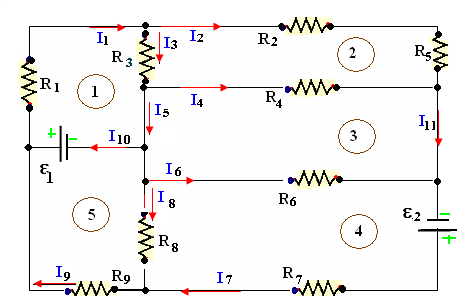 I1 I3 I2 R2
R3 2 R5
R1 1 I4 R4
I5 3 I11
+ - I10
ε1 I6 R6
5 I8 4 ε2 -
+
R8
I9 R9 I7 R7